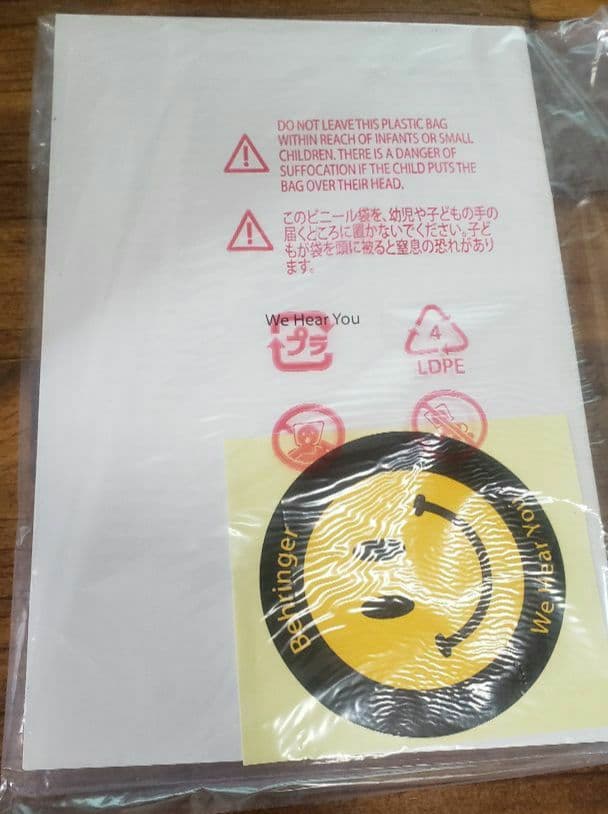 DO NOT LEAVE THIS PLASTIC BAG
WITHIN REACH OF INFANTS OR SMALL
CHILDREN. THERE IS A DANGER OF
SUFFOCATION IF THE CHILD PUTS THE
BAG OVER THEIR HEAD.
このビニール袋を、幼児や子どもの手の
届くところに置かないでください。子ど
もが袋を頭に被ると窒息の恐れがあり
ます。
We Hear You
プラ
4
LDPE
Behringer
We Hear You